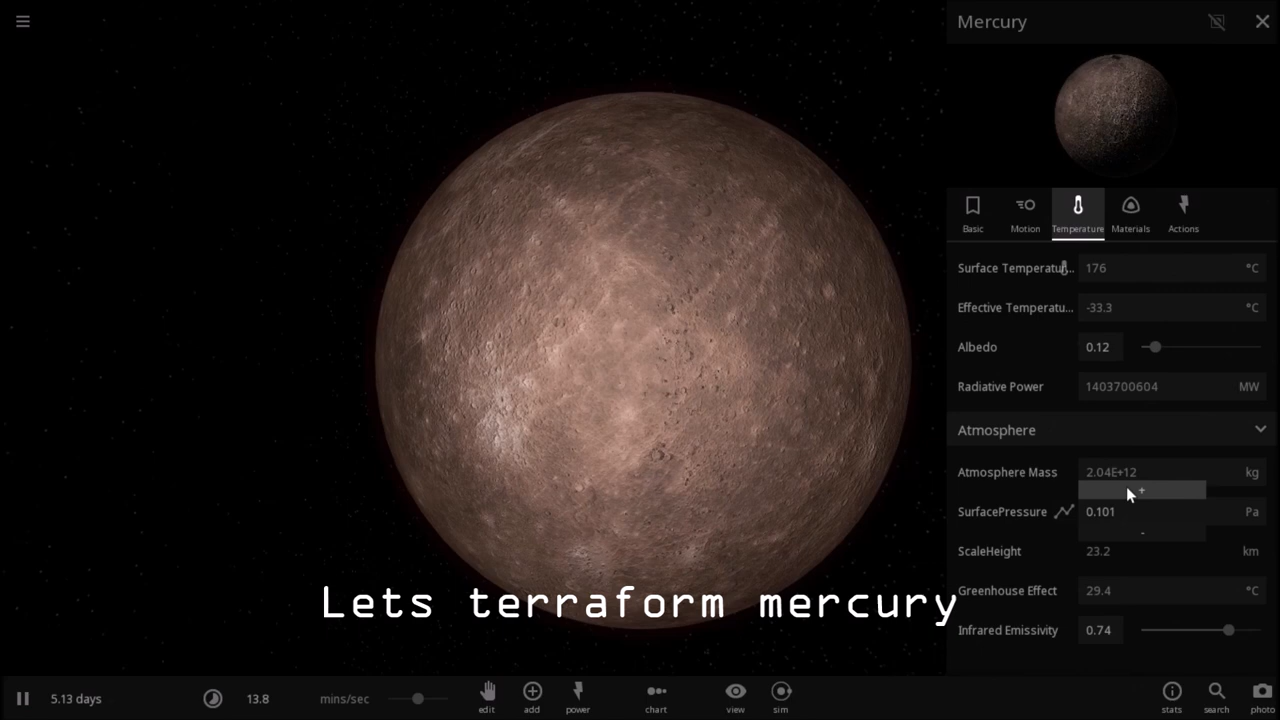 Mercury
Basic Motion Temperature Materials Actions
Surface Temperatu... 176 °C
Effective Temperatu... -33.3 °C
Albedo 0.12
Radiative Power 1403700604 MW
Atmosphere
Atmosphere Mass 2.04E+12 kg
+
SurfacePressure 0.101 Pa
-
ScaleHeight 23.2 km
Greenhouse Effect 29.4 °C
Lets terraform mercury
Infrared Emissivity 0.74
5.13 days 13.8 mins/sec edit add power chart view sim stats search photo